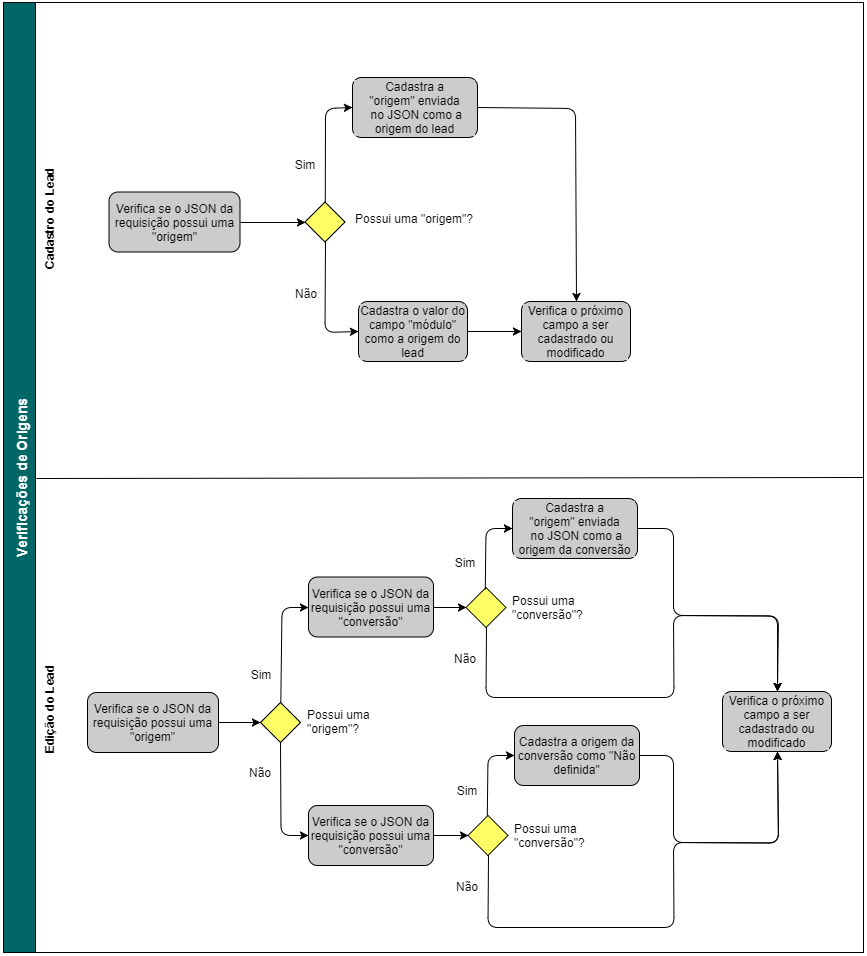 Verificações de Origens
Cadastro do Lead
Cadastra a
"origem" enviada
no JSON como a
origem do lead
Sim
Verifica se o JSON da
requisição possui uma
"origem"
Possui uma "origem"?
Não
Cadastra o valor do
campo "módulo"
como a origem do
lead
Verifica o próximo
campo a ser
cadastrado ou
modificado
Edição do Lead
Cadastra a
"origem" enviada
no JSON como a
origem da conversão
Sim
Verifica se o JSON da
requisição possui uma
"conversão"
Possui uma
"conversão"?
Não
Sim
Verifica se o JSON da
requisição possui uma
"origem"
Possui uma
"origem"?
Não
Verifica o próximo
campo a ser
cadastrado ou
modificado
Cadastra a origem da
conversão como "Não
definida"
Sim
Verifica se o JSON da
requisição possui uma
"conversão"
Possui uma
"conversão"?
Não